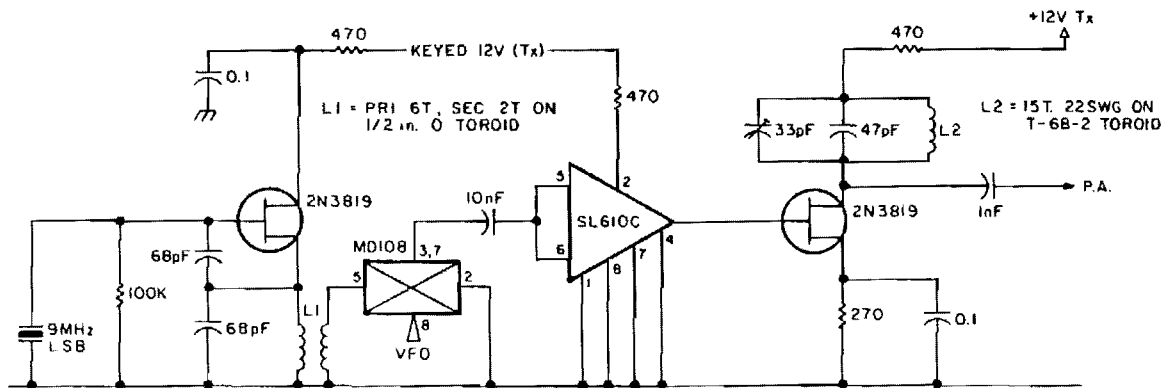 +12V Tx
470
470
KEYED 12V (Tx)
0.1
470
L1 = PRI 6T, SEC 2T ON
1/2 in. O TOROID
33pF
47pF
L2
L2 = 15T. 22SWG ON
T-68-2 TOROID
2N3819
10nF
5
2
SL610C
6
1
8
7
4
2N3819
1nF
P.A.
68pF
100K
68pF
MD108
3,7
5
2
8
VFO
L1
9MHz
LSB
270
0.1